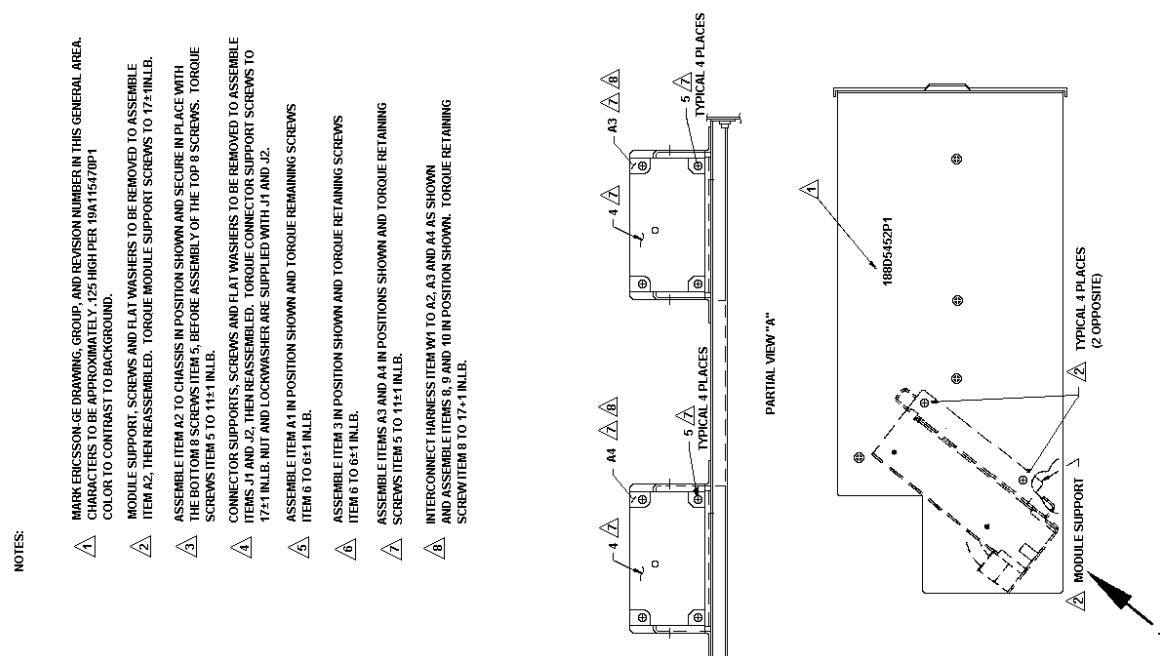 NOTES:
1
MARK ERICSSON-GE DRAWING, GROUP, AND REVISION NUMBER IN THIS GENERAL AREA.
CHARACTERS TO BE APPROXIMATELY .125 HIGH PER 19A115470P1
COLOR TO CONTRAST TO BACKGROUND.
2
MODULE SUPPORT, SCREWS AND FLAT WASHERS TO BE REMOVED TO ASSEMBLE
ITEM A2, THEN REASSEMBLED. TORQUE MODULE SUPPORT SCREWS TO 17±1IN.LB.
3
ASSEMBLE ITEM A2 TO CHASSIS IN POSITION SHOWN AND SECURE IN PLACE WITH
THE BOTTOM 8 SCREWS ITEM 5, BEFORE ASSEMBLY OF THE TOP 8 SCREWS. TORQUE
SCREWS ITEM 5 TO 11±1 IN.LB.
4
CONNECTOR SUPPORTS, SCREWS AND FLAT WASHERS TO BE REMOVED TO ASSEMBLE
ITEMS J1 AND J2, THEN REASSEMBLED. TORQUE CONNECTOR SUPPORT SCREWS TO
17±1 IN.LB. NUT AND LOCKWASHER ARE SUPPLIED WITH J1 AND J2.
5
ASSEMBLE ITEM A1 IN POSITION SHOWN AND TORQUE REMAINING SCREWS
ITEM 6 TO 6±1 IN.LB.
6
ASSEMBLE ITEM 3 IN POSITION SHOWN AND TORQUE RETAINING SCREWS
ITEM 6 TO 6±1 IN.LB.
7
ASSEMBLE ITEMS A3 AND A4 IN POSITIONS SHOWN AND TORQUE RETAINING
SCREWS ITEM 5 TO 11±1 IN.LB.
8
INTERCONNECT HARNESS ITEM W1 TO A2, A3 AND A4 AS SHOWN
AND ASSEMBLE ITEMS 8, 9 AND 10 IN POSITION SHOWN. TORQUE RETAINING
SCREW ITEM 8 TO 17+1 IN.LB.
4 7
A4 7 8
5 7
TYPICAL 4 PLACES
4 7
A3 7 8
5 7
TYPICAL 4 PLACES
PARTIAL VIEW "A"
1
188D5452P1
2 TYPICAL 4 PLACES
(2 OPPOSITE)
2 MODULE SUPPORT